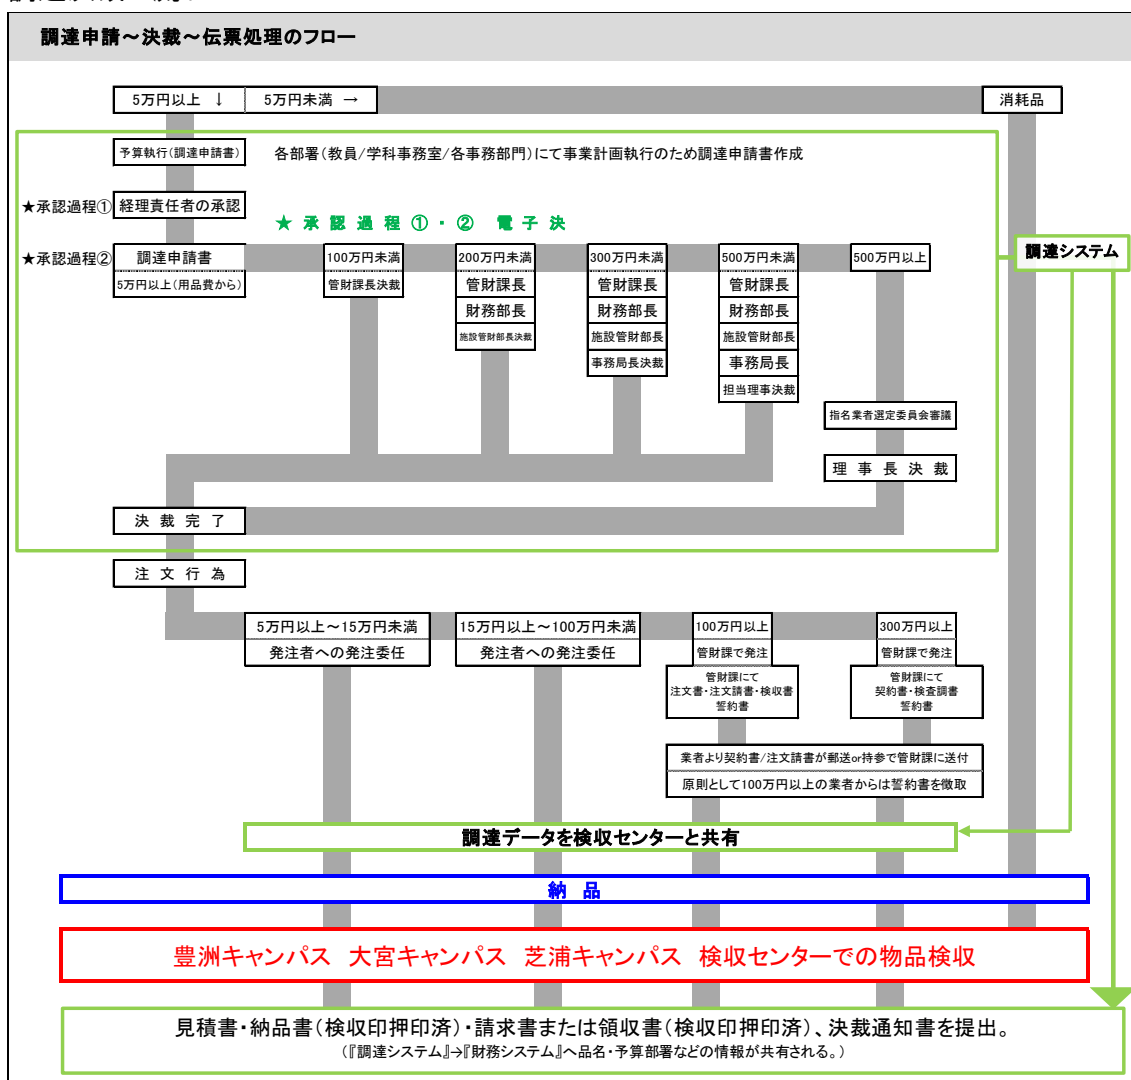 調達申請～決裁～伝票処理のフロー
5万円以上 ↓ 5万円未満 → 消耗品
予算執行(調達申請書) 各部署(教員/学科事務室/各事務部門)にて事業計画執行のため調達申請書作成
★承認過程① 経理責任者の承認
★承認過程①・② 電子決
★承認過程② 調達申請書 100万円未満 200万円未満 300万円未満 500万円未満 500万円以上 調達システム
5万円以上(用品費から) 管財課長決裁 管財課長 管財課長 管財課長
財務部長 財務部長 財務部長
施設管財部長決裁 施設管財部長 施設管財部長
事務局長決裁 事務局長
担当理事決裁
指名業者選定委員会審議
理事長決裁
決裁完了
注文行為
5万円以上～15万円未満 15万円以上～100万円未満 100万円以上 300万円以上
発注者への発注委任 発注者への発注委任 管財課で発注 管財課で発注
管財課にて 管財課にて
注文書・注文請書・検収書 契約書・検査調書
誓約書 誓約書
業者より契約書/注文請書が郵送or持参で管財課に送付
原則として100万円以上の業者からは誓約書を徴取
調達データを検収センターと共有
納品
豊洲キャンパス 大宮キャンパス 芝浦キャンパス 検収センターでの物品検収
見積書・納品書(検収印押印済)・請求書または領収書(検収印押印済)、決裁通知書を提出。
(『調達システム』→『財務システム』へ品名・予算部署などの情報が共有される。)